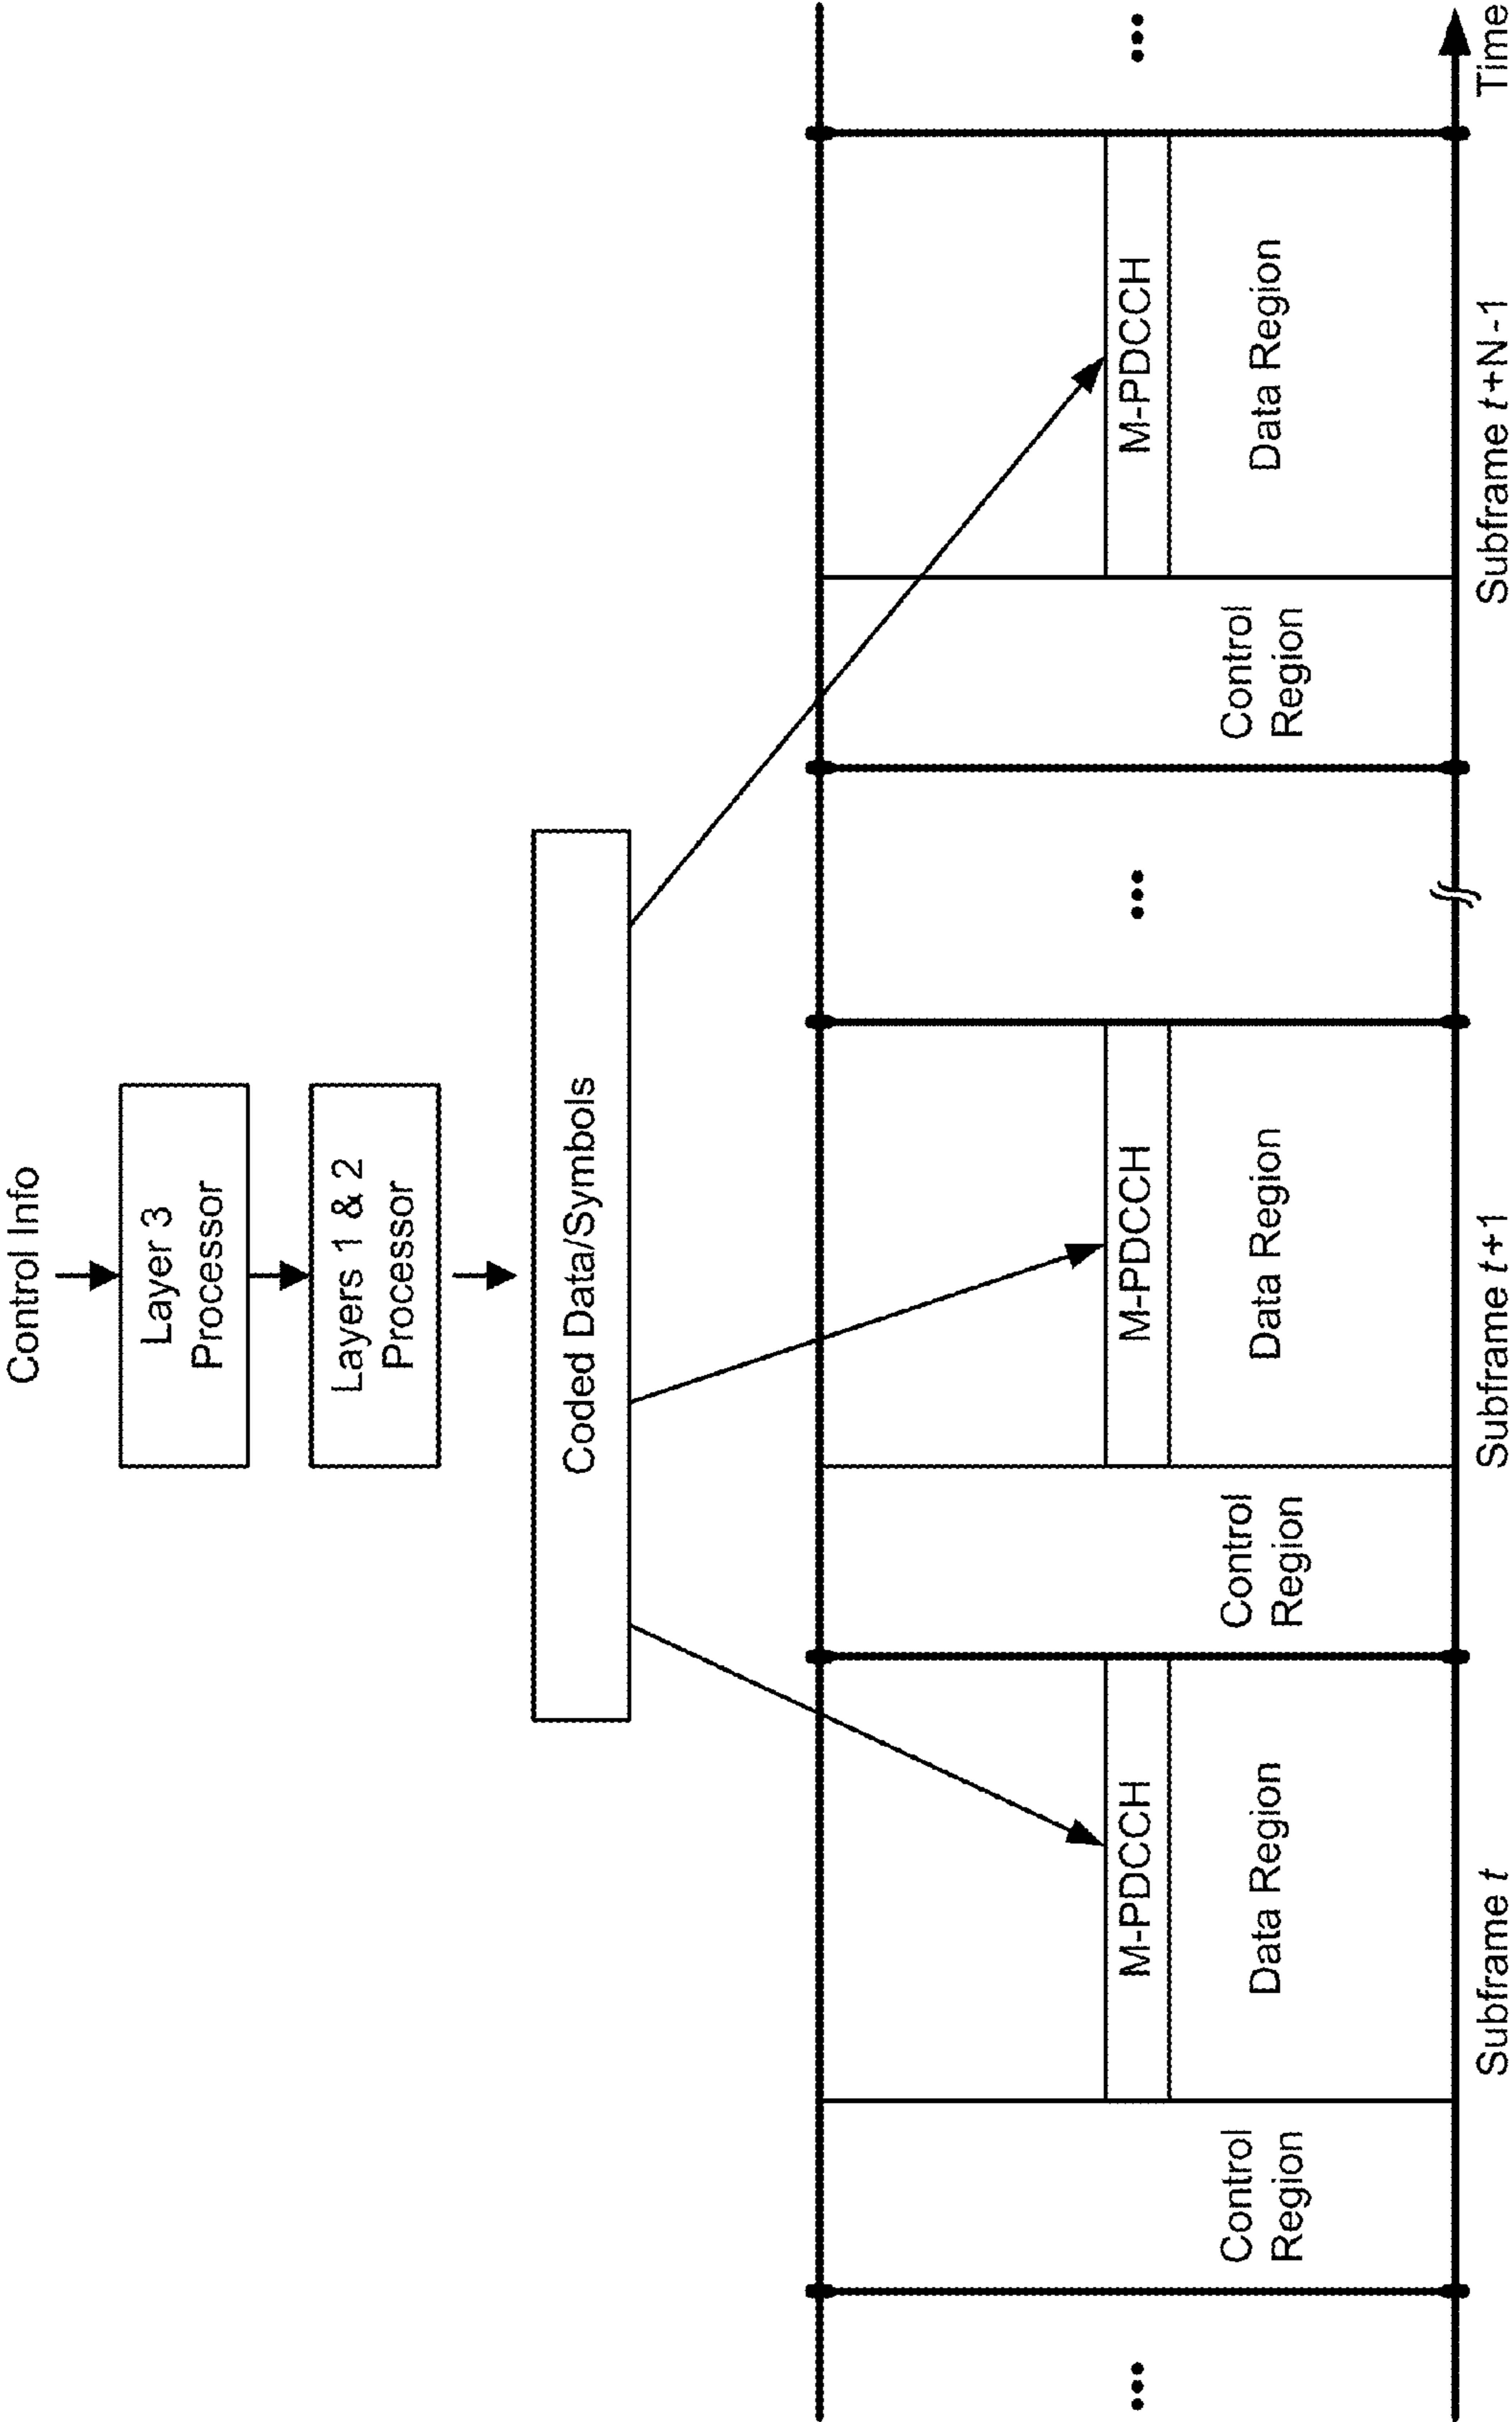 Control Info
Layer 3
Processor
Layers 1 & 2
Processor
Coded Data/Symbols
Control
Region
M-PDCCH
Data Region
Control
Region
M-PDCCH
Data Region
Control
Region
M-PDCCH
Data Region
Subframe t
Subframe t+1
Subframe t+N-1
Time